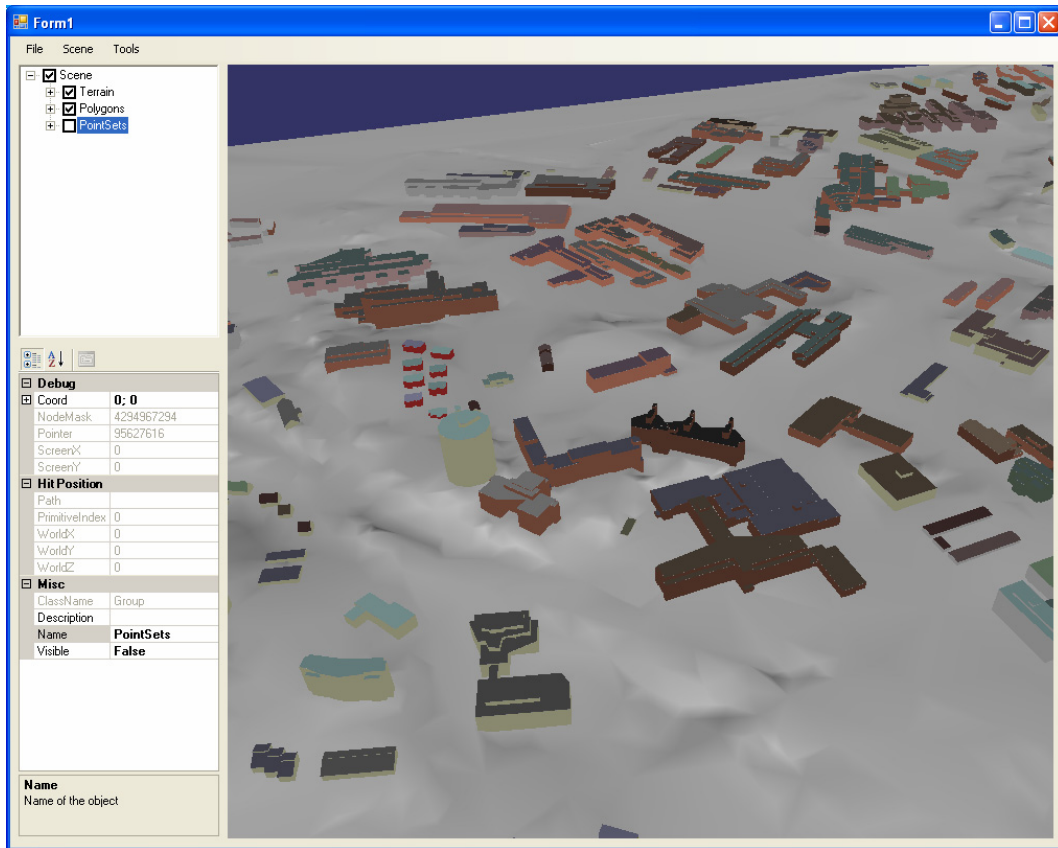 Form1
File Scene Tools
Scene
Terrain
Polygons
PointSets
Debug
Coord 0; 0
NodeMask 4294967294
Pointer 95627616
ScreenX 0
ScreenY 0
Hit Position
Path
PrimitiveIndex 0
WorldX 0
WorldY 0
WorldZ 0
Misc
ClassName Group
Description
Name PointSets
Visible False
Name
Name of the object